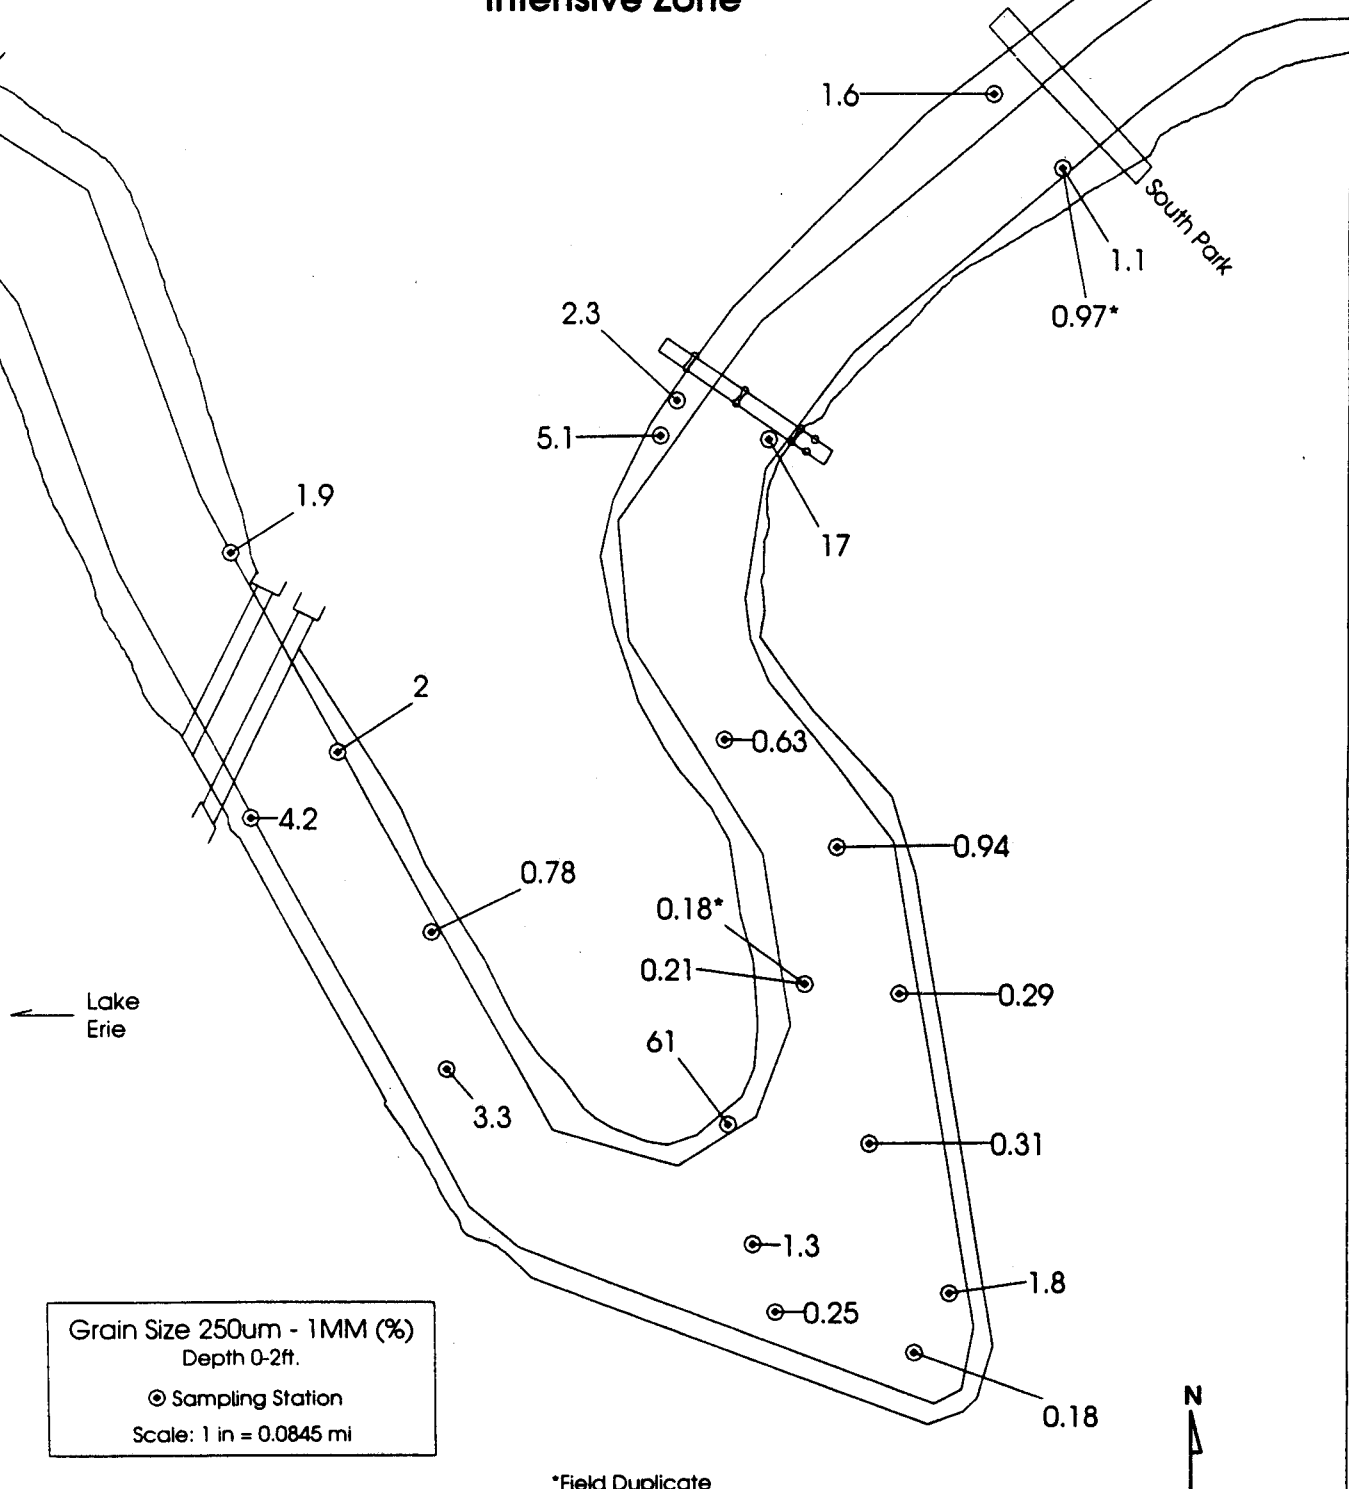 Intensive Zone
1.6
South Park
1.1
0.97*
2.3
5.1
17
1.9
2
0.63
4.2
0.94
0.78
0.18*
0.21
0.29
Lake
Erie
61
3.3
0.31
1.3
1.8
0.25
0.18
Grain Size 250um - 1MM (%)
Depth 0-2ft.
Sampling Station
Scale: 1 in = 0.0845 mi
N
*Field Duplicate